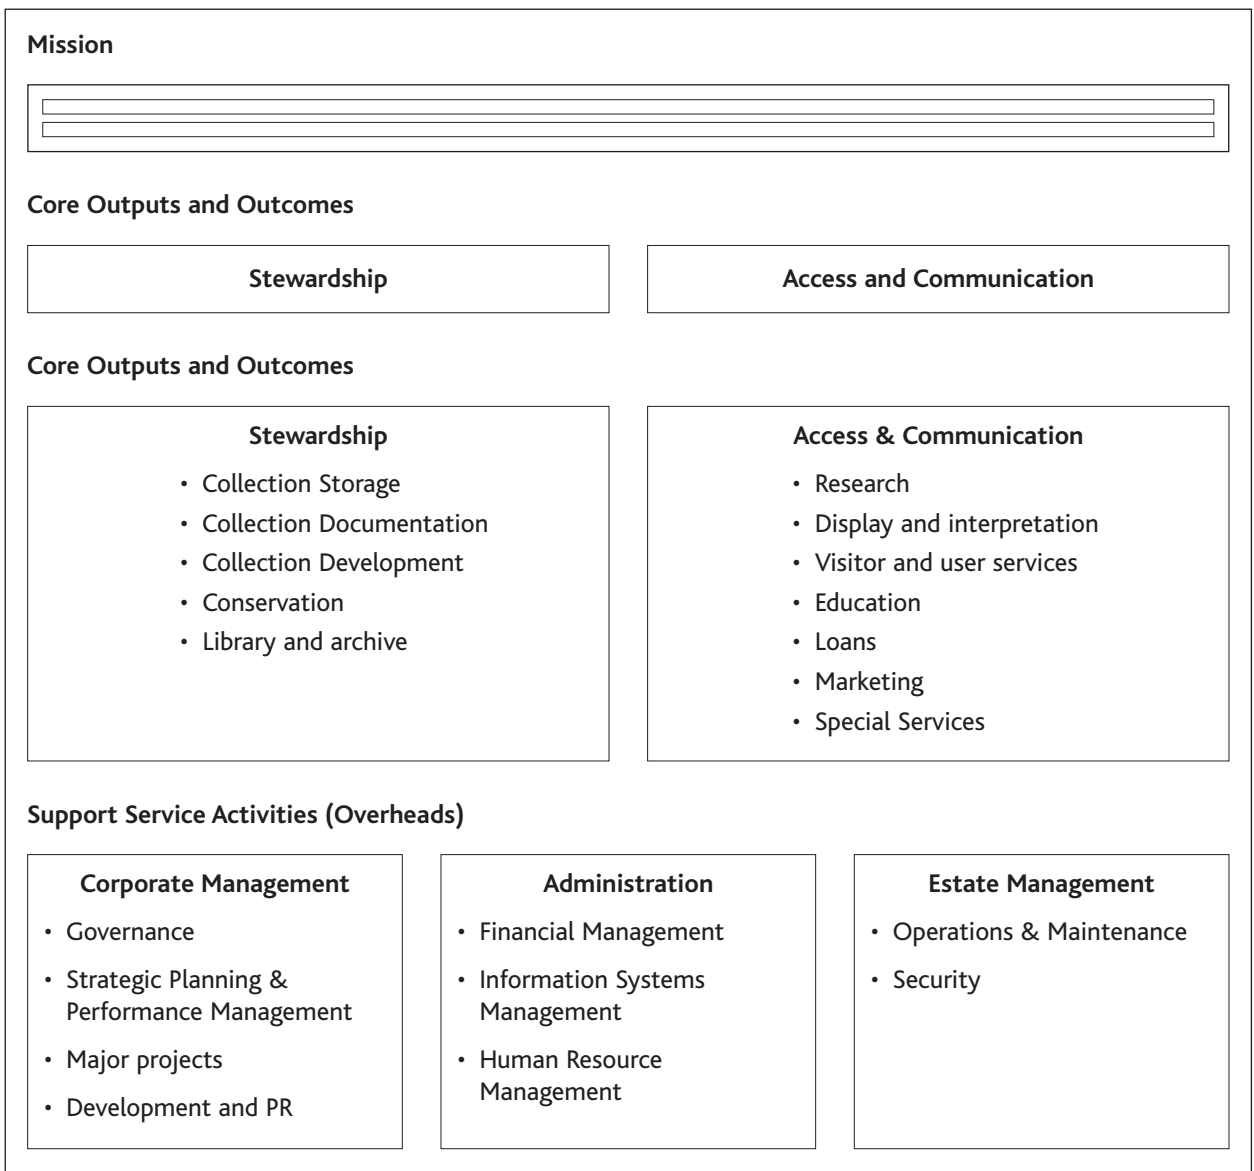 Mission
Core Outputs and Outcomes
Stewardship
Access and Communication
Core Outputs and Outcomes
Stewardship
• Collection Storage
• Collection Documentation
• Collection Development
• Conservation
• Library and archive
Access & Communication
• Research
• Display and interpretation
• Visitor and user services
• Education
• Loans
• Marketing
• Special Services
Support Service Activities (Overheads)
Corporate Management
• Governance
• Strategic Planning &
Performance Management
• Major projects
• Development and PR
Administration
• Financial Management
• Information Systems
Management
• Human Resource
Management
Estate Management
• Operations & Maintenance
• Security